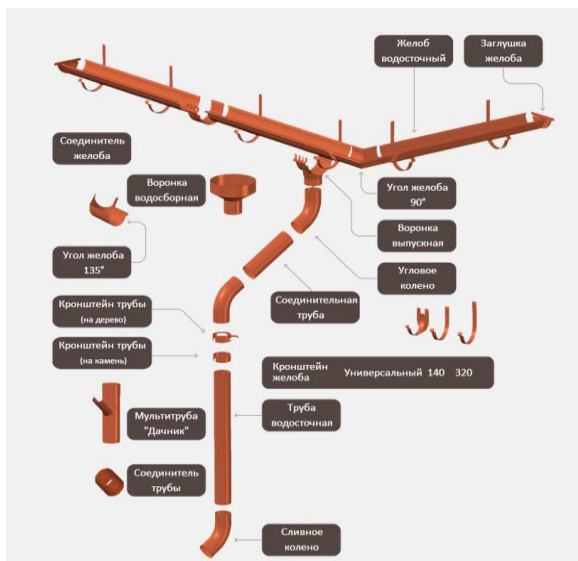 Желоб
водосточный
Заглушка
желоба
Соединитель
желоба
Воронка
водосборная
Угол желоба
90°
Воронка
выпускная
Угол желоба
135°
Угловое
колено
Соединительная
труба
Кронштейн трубы
(на дерево)
Кронштейн трубы
(на камень)
Кронштейн
желоба
Универсальный 140 320
Труба
водосточная
Мультитруба
"Дачник"
Соединитель
трубы
Сливное
колено